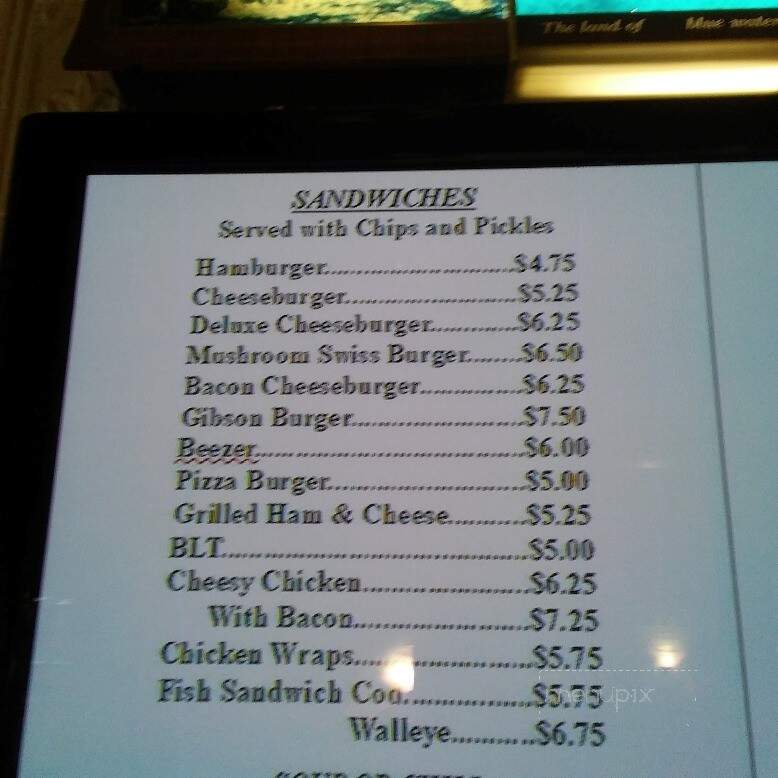 The land of Blue water
SANDWICHES
Served with Chips and Pickles
Hamburger..............................$4.75
Cheeseburger...........................$5.25
Deluxe Cheeseburger.............$6.25
Mushroom Swiss Burger........$6.50
Bacon Cheeseburger...............$6.25
Gibson Burger.........................$7.50
Beezer.......................................$6.00
Pizza Burger............................$5.00
Grilled Ham & Cheese...........$5.25
BLT............................................$5.00
Cheesy Chicken.......................$6.25
With Bacon.......................$7.25
Chicken Wraps.......................$5.75
Fish Sandwich Cod.................$5.75
menupix
Walleye...........$6.75